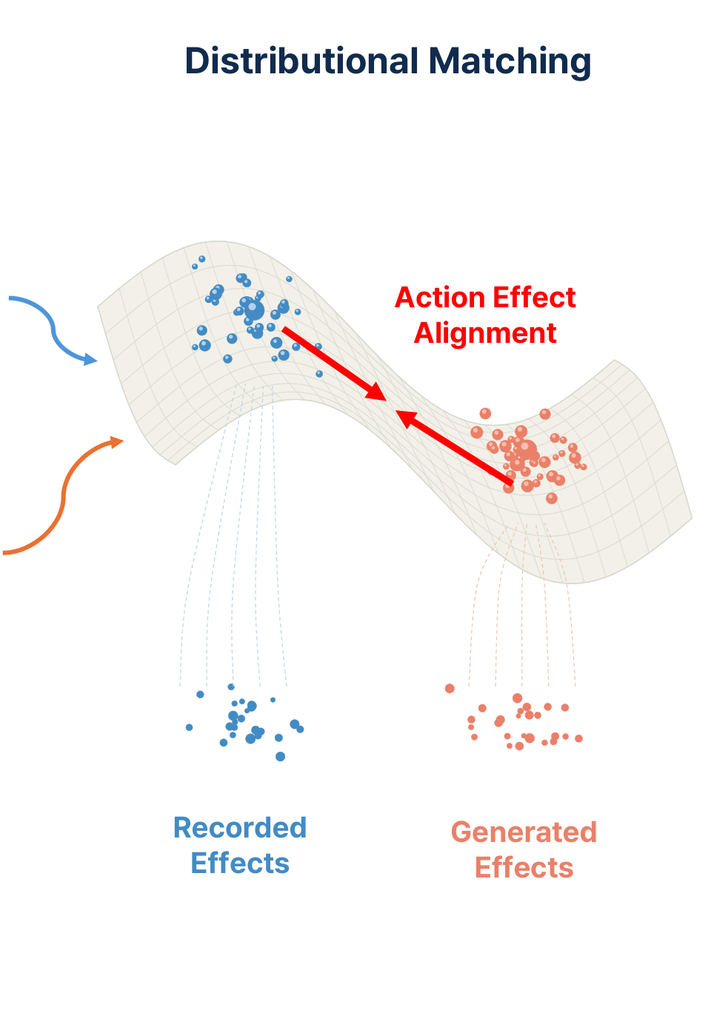 Distributional Matching
Action Effect
Alignment
Recorded
Effects
Generated
Effects